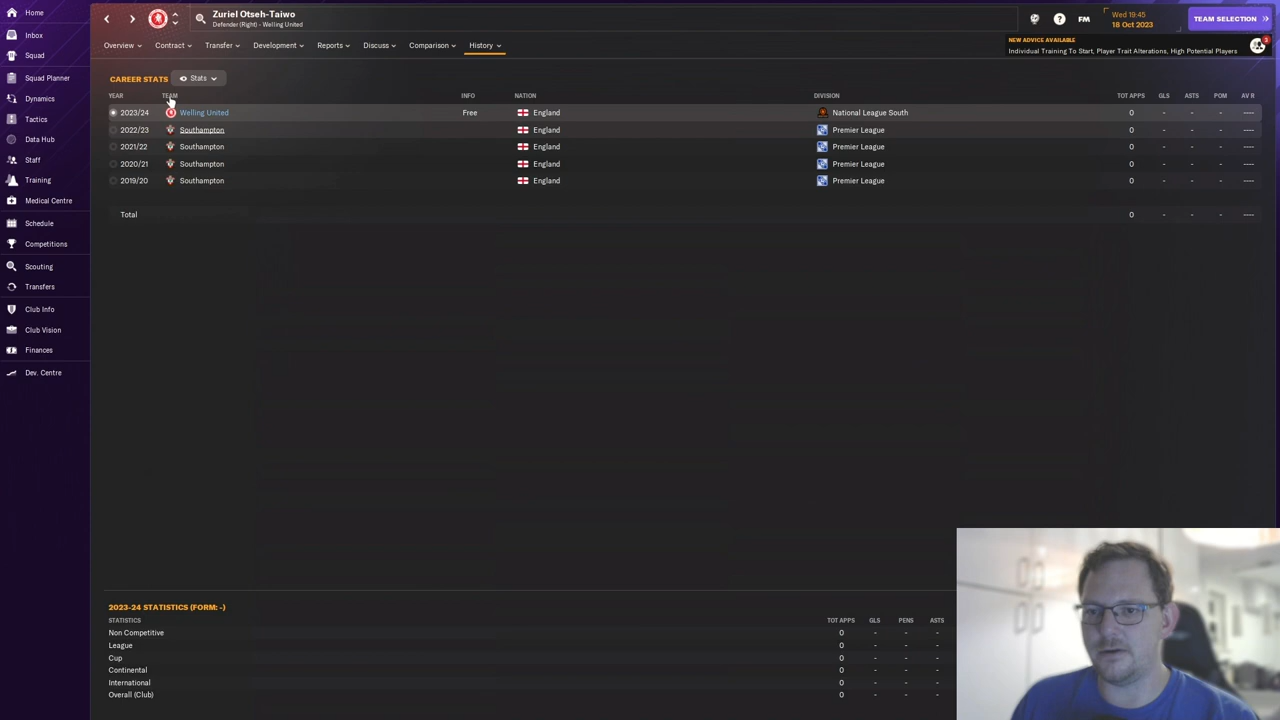 Home
Inbox
Squad
Squad Planner
Dynamics
Tactics
Data Hub
Staff
Training
Medical Centre
Schedule
Competitions
Scouting
Transfers
Club Info
Club Vision
Finances
Dev. Centre
Zuriel Otseh-Taiwo
Defender (Right) - Welling United
FM
Wed 19:45
18 Oct 2023
TEAM SELECTION
Overview Contract Transfer Development Reports Discuss Comparison History
NEW ADVICE AVAILABLE
Individual Training To Start, Player Trait Alterations, High Potential Players
CAREER STATS Stats
YEAR TEAM INFO NATION DIVISION TOT APPS GLS ASTS POM AV R
2023/24 Welling United Free England National League South 0 - - - ----
2022/23 Southampton England Premier League 0 - - - ----
2021/22 Southampton England Premier League 0 - - - ----
2020/21 Southampton England Premier League 0 - - - ----
2019/20 Southampton England Premier League 0 - - - ----
Total 0 - - - ----
2023-24 STATISTICS (FORM: -)
STATISTICS TOT APPS GLS PENS ASTS
Non Competitive 0 - - -
League 0 - - -
Cup 0 - - -
Continental 0 - - -
International 0 - - -
Overall (Club) 0 - - -